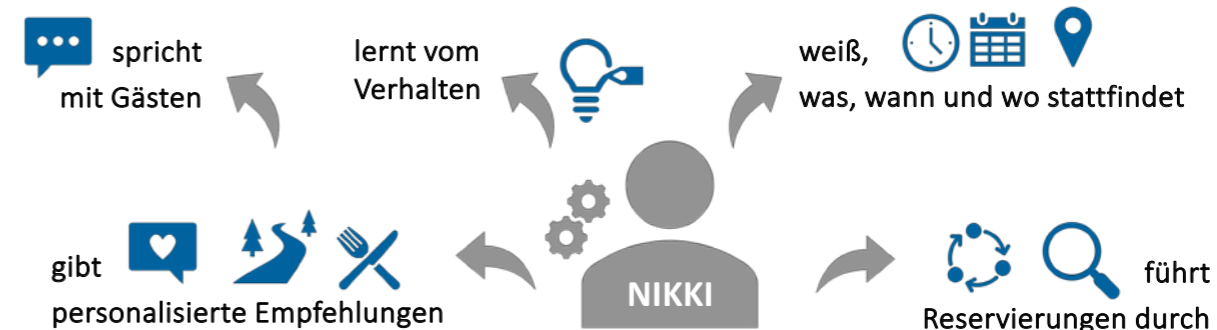 spricht
mit Gästen
lernt vom
Verhalten
weiß,
was, wann und wo stattfindet
gibt
personalisierte Empfehlungen
NIKKI
führt
Reservierungen durch